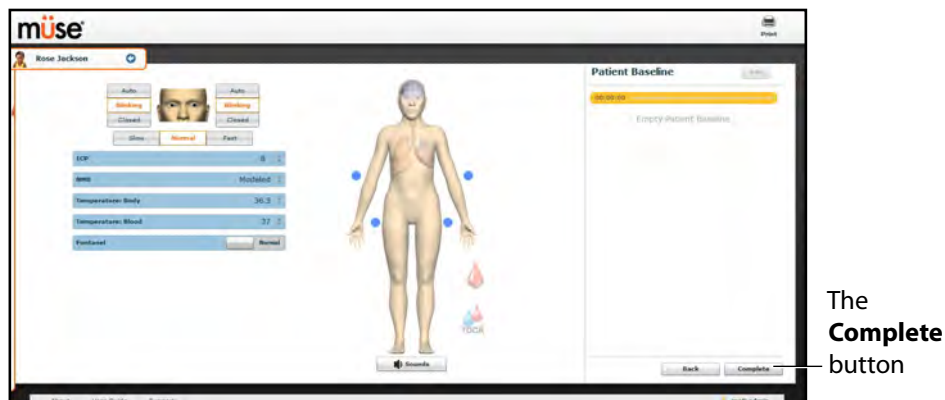 müse
Print
Rose Jackson
Patient Baseline
Auto
Auto
Blinking
Blinking
Closed
Closed
Slow
Normal
Fast
00:00:00
Empty Patient Baseline
ICP
8
NMB
Modeled
Temperature: Body
36.3
Temperature: Blood
37
Fontanel
Normal
TDCK
Sounds
Back
Complete
The
Complete
button